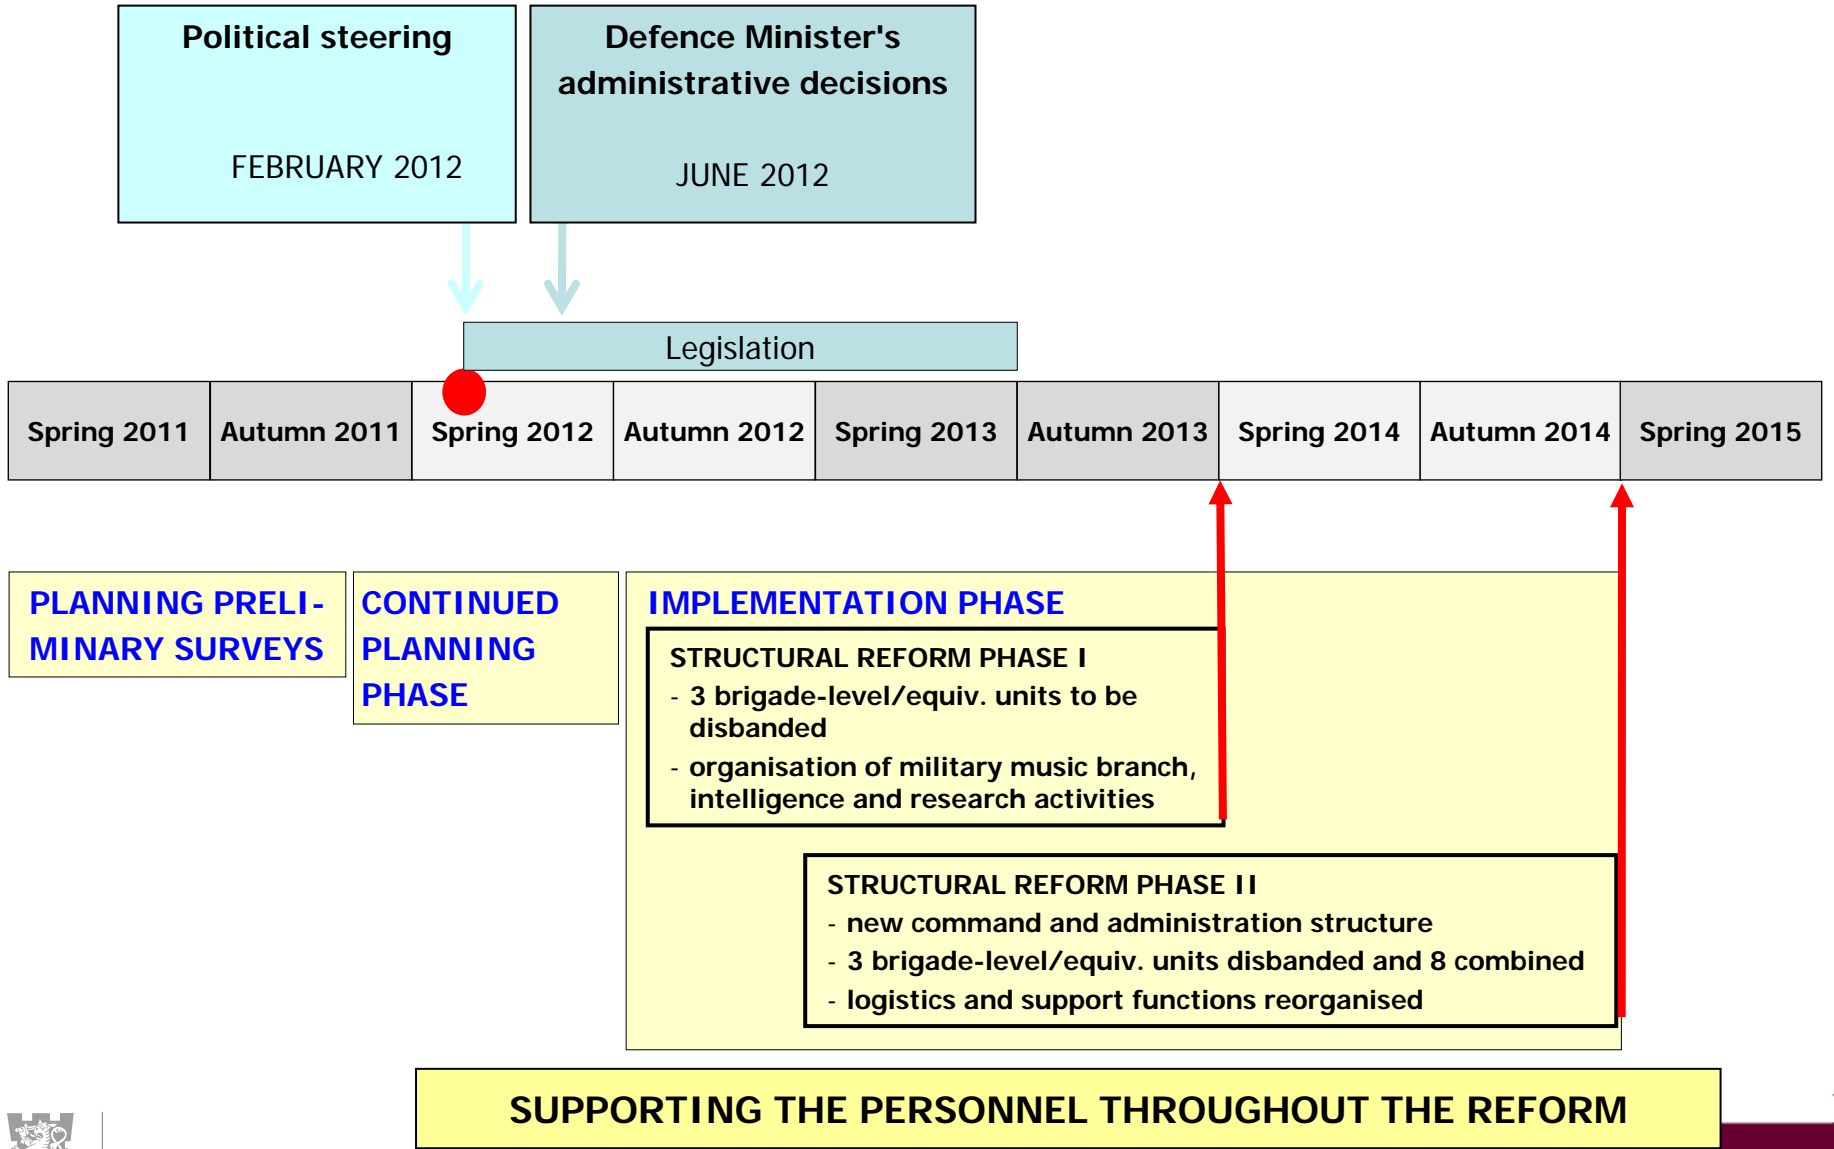 Political steering
FEBRUARY 2012
Defence Minister's
administrative decisions
JUNE 2012
Legislation
Spring 2011
Autumn 2011
Spring 2012
Autumn 2012
Spring 2013
Autumn 2013
Spring 2014
Autumn 2014
Spring 2015
PLANNING PRELI-
MINARY SURVEYS
CONTINUED
PLANNING
PHASE
IMPLEMENTATION PHASE
STRUCTURAL REFORM PHASE I
- 3 brigade-level/equiv. units to be
disbanded
- organisation of military music branch,
intelligence and research activities
STRUCTURAL REFORM PHASE II
- new command and administration structure
- 3 brigade-level/equiv. units disbanded and 8 combined
- logistics and support functions reorganised
SUPPORTING THE PERSONNEL THROUGHOUT THE REFORM